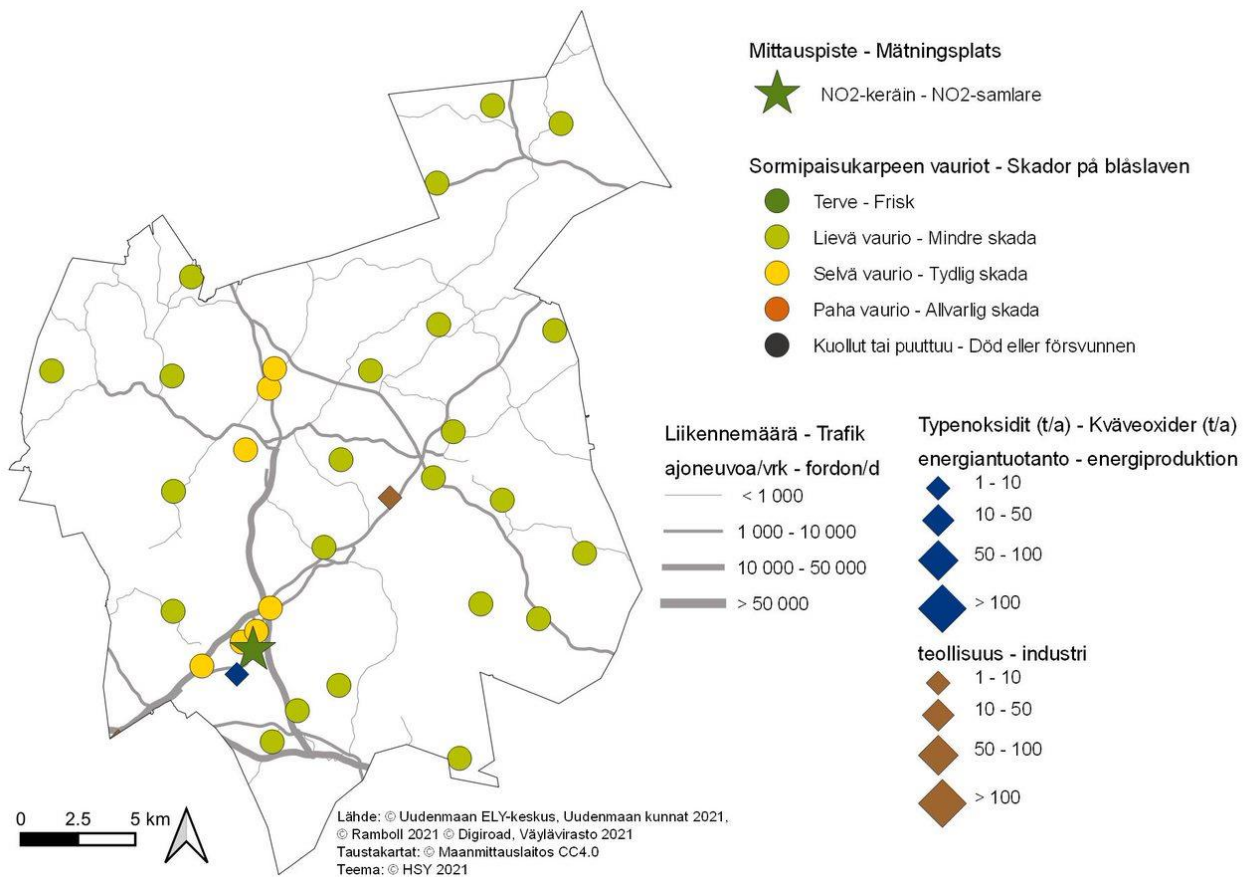 Mittauspiste - Mätningsplats
NO2-keräin - NO2-samlare
Sormipaisukarpeen vauriot - Skador på blåslaven
Terve - Frisk
Lievä vaurio - Mindre skada
Selvä vaurio - Tydlig skada
Paha vaurio - Allvarlig skada
Kuollut tai puuttuu - Död eller försvunnen
Liikennemäärä - Trafik
ajoneuvoa/vrk - fordon/d
< 1 000
1 000 - 10 000
10 000 - 50 000
> 50 000
Typenoksidit (t/a) - Kväveoxider (t/a)
energiantuotanto - energiproduktion
1 - 10
10 - 50
50 - 100
> 100
teollisuus - industri
1 - 10
10 - 50
50 - 100
> 100
0 2.5 5 km
Lähde: © Uudenmaan ELY-keskus, Uudenmaan kunnat 2021,
© Ramboll 2021 © Digiroad, Väylävirasto 2021
Taustakartat: © Maanmittauslaitos CC4.0
Teema: © HSY 2021